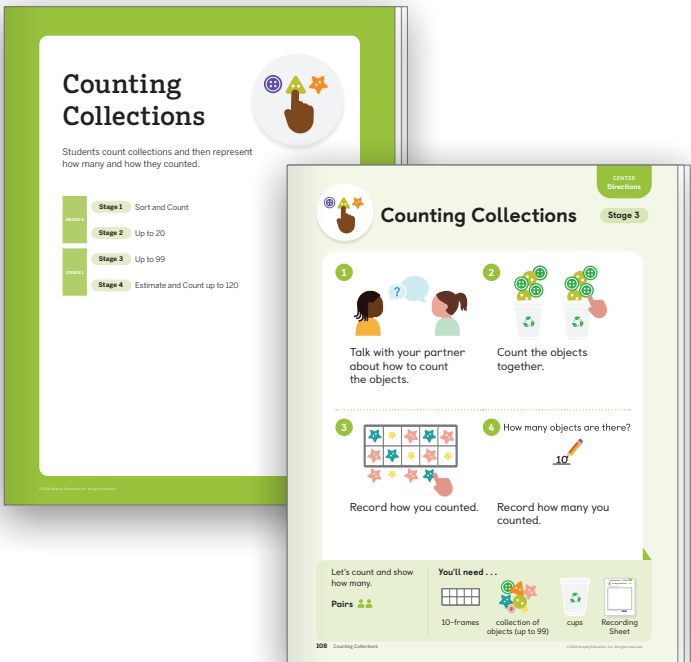 Counting
Collections
Students count collections and then represent
how many and how they counted.
GRADE K
Stage 1 Sort and Count
Stage 2 Up to 20
GRADE 1
Stage 3 Up to 99
Stage 4 Estimate and Count up to 120
CENTER
Directions
Counting Collections
Stage 3
1
?
Talk with your partner
about how to count
the objects.
2
Count the objects
together.
3
Record how you counted.
4 How many objects are there?
10
Record how many you
counted.
Let's count and show
how many.
Pairs
You'll need . . .
10-frames
collection of
objects (up to 99)
cups
Recording
Sheet
108 Counting Collections